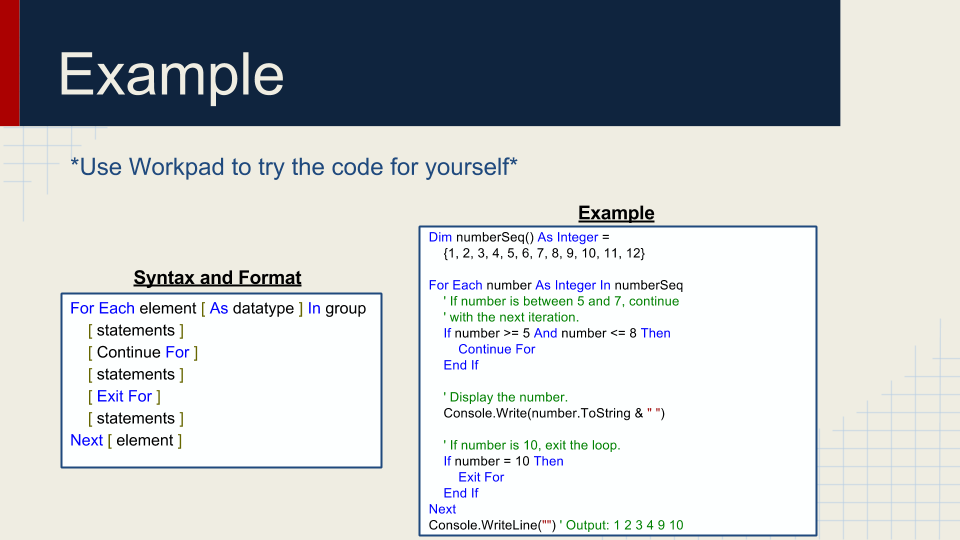 Example
*Use Workpad to try the code for yourself*
Syntax and Format
For Each element [ As datatype ] In group
[ statements ]
[ Continue For ]
[ statements ]
[ Exit For ]
[ statements ]
Next [ element ]
Example
Dim numberSeq() As Integer =
{1, 2, 3, 4, 5, 6, 7, 8, 9, 10, 11, 12}
For Each number As Integer In numberSeq
' If number is between 5 and 7, continue
' with the next iteration.
If number >= 5 And number <= 8 Then
Continue For
End If
' Display the number.
Console.Write(number.ToString & " ")
' If number is 10, exit the loop.
If number = 10 Then
Exit For
End If
Next
Console.WriteLine("") ' Output: 1 2 3 4 9 10